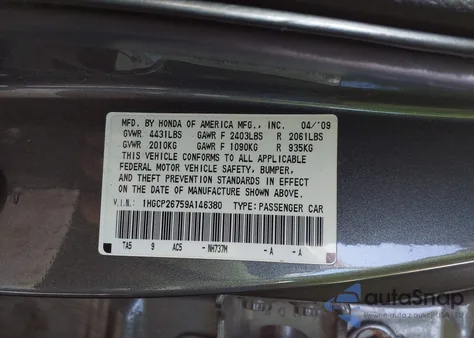 MFD. BY HONDA OF AMERICA MFG., INC. 04/'09
GVWR 4431LBS GAWR F 2403LBS R 2061LBS
GVWR 2010KG GAWR F 1090KG R 935KG
THIS VEHICLE CONFORMS TO ALL APPLICABLE
FEDERAL MOTOR VEHICLE SAFETY, BUMPER,
AND THEFT PREVENTION STANDARDS IN EFFECT
ON THE DATE OF MANUFACTURE SHOWN ABOVE.
V.I.N.: 1HGCP26759A146380 TYPE: PASSENGER CAR
TA5 9 AC5 - NH737M -A -A
autoSnap